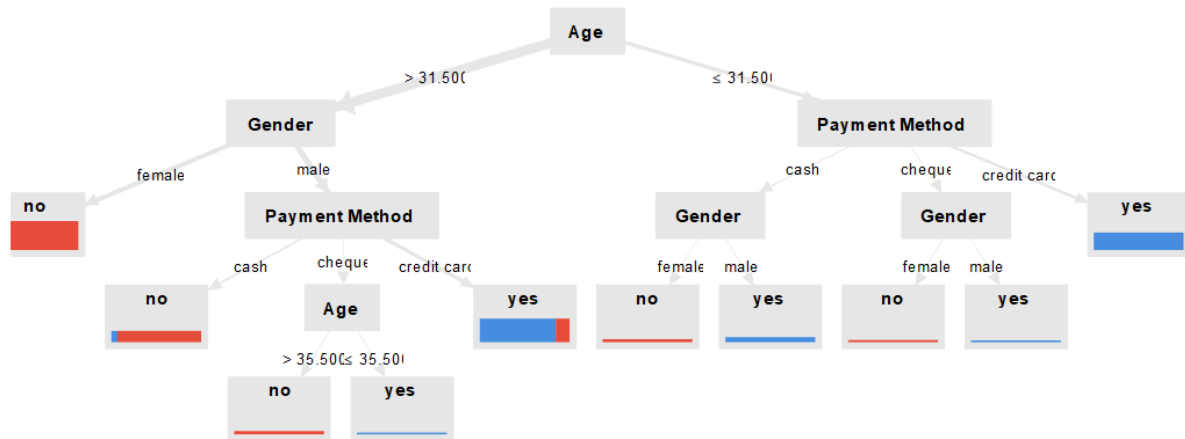 Age
> 31.500
≤ 31.500
Gender
Payment Method
female
male
cash
cheque
credit carc
no
Payment Method
Gender
Gender
yes
cash
cheque
credit carc
female
male
female
male
no
Age
yes
no
yes
no
yes
> 35.500
≤ 35.500
no
yes